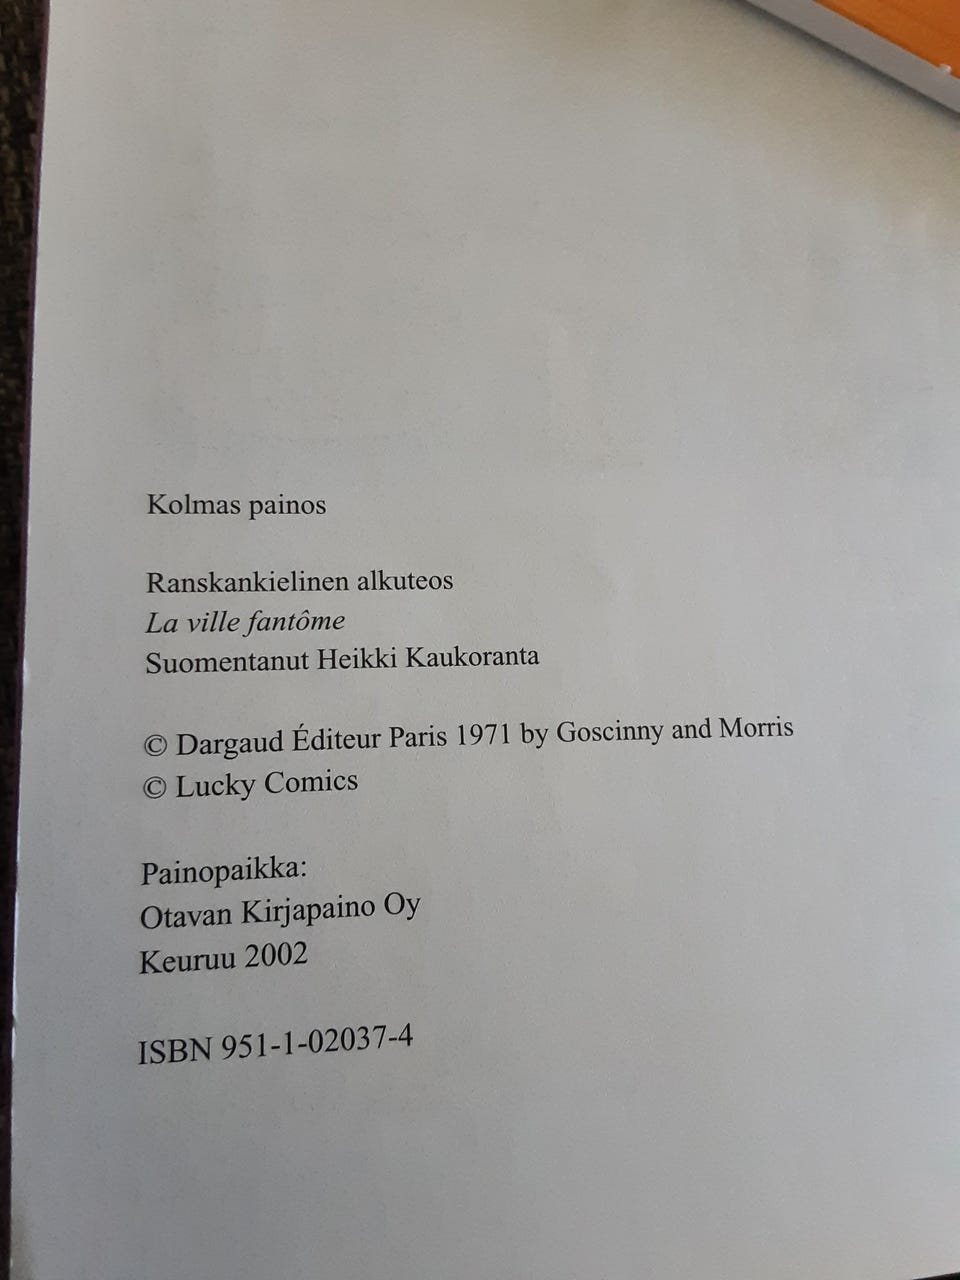 Kolmas painos
Ranskankielinen alkuteos
La ville fantôme
Suomentanut Heikki Kaukoranta
© Dargaud Éditeur Paris 1971 by Goscinny and Morris
© Lucky Comics
Painopaikka:
Otavan Kirjapaino Oy
Keuruu 2002
ISBN 951-1-02037-4